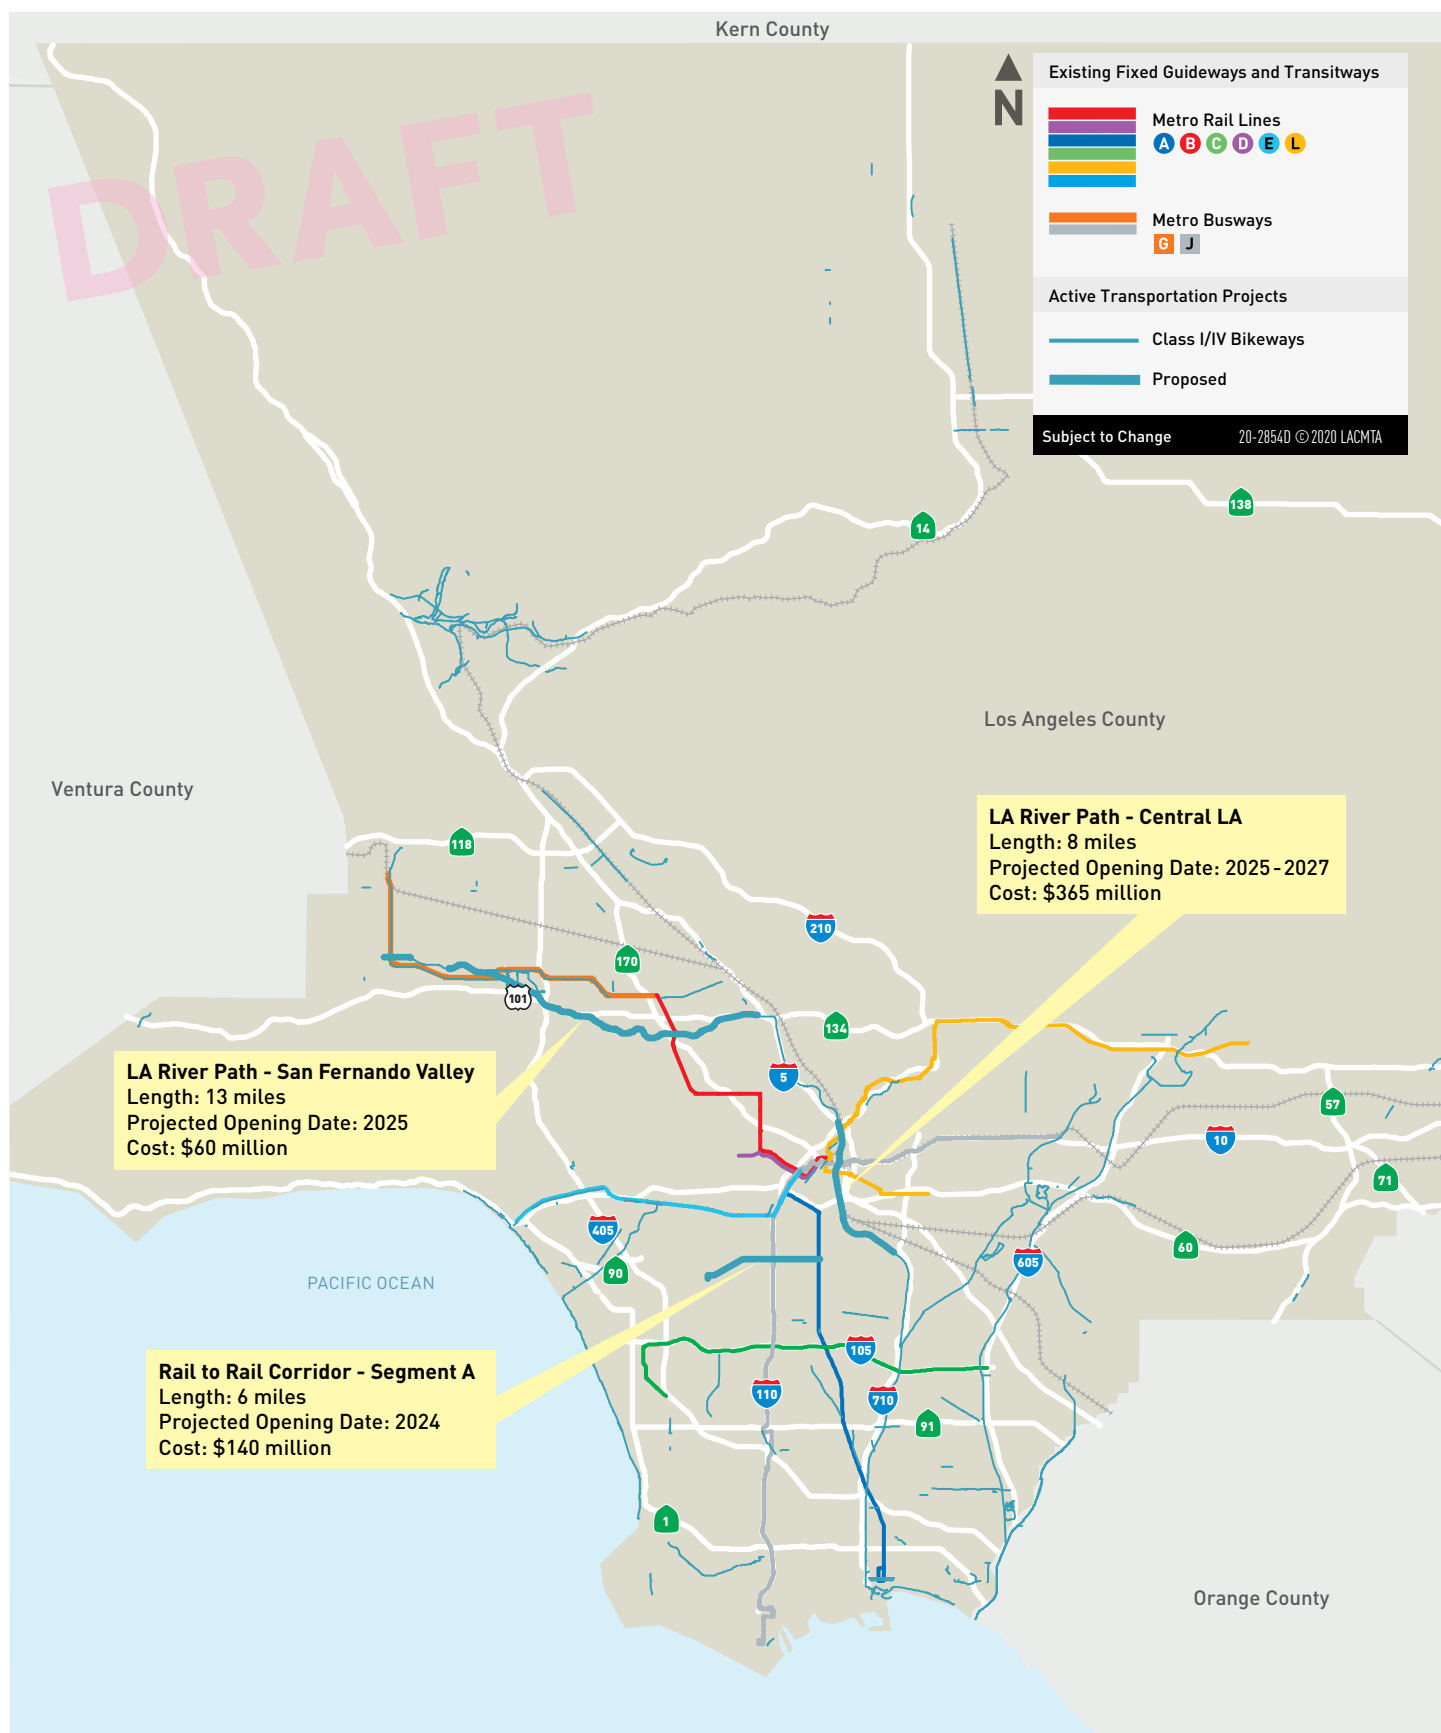 Kern County
DRAFT
N
Existing Fixed Guideways and Transitways
Metro Rail Lines
A B C D E L
Metro Busways
G J
Active Transportation Projects
Class I/IV Bikeways
Proposed
Subject to Change 20-2854D ©2020 LACMTA
138
14
Los Angeles County
Ventura County
LA River Path - Central LA
Length: 8 miles
Projected Opening Date: 2025-2027
Cost: $365 million
118
210
170
101
134
LA River Path - San Fernando Valley
Length: 13 miles
Projected Opening Date: 2025
Cost: $60 million
5
57
10
71
405
60
605
90
PACIFIC OCEAN
105
Rail to Rail Corridor - Segment A
Length: 6 miles
Projected Opening Date: 2024
Cost: $140 million
110
710
91
1
Orange County